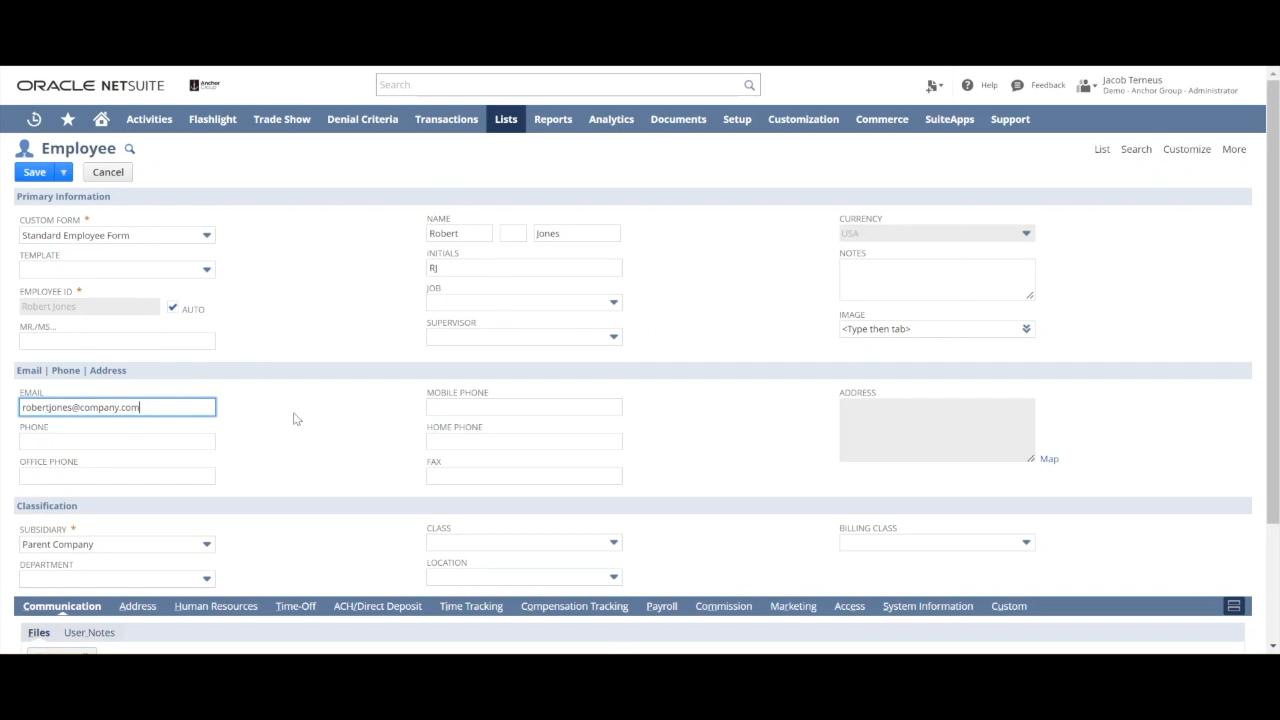 ORACLE NETSUITE
Anchor Group
Search
Help
Feedback
Jacob Terneus
Demo - Anchor Group - Administrator
Activities Flashlight Trade Show Denial Criteria Transactions Lists Reports Analytics Documents Setup Customization Commerce SuiteApps Support
Employee
List Search Customize More
Save
Cancel
Primary Information
CUSTOM FORM *
Standard Employee Form
TEMPLATE
EMPLOYEE ID *
Robert Jones
AUTO
MR./MS...
NAME
Robert Jones
INITIALS
RJ
JOB
SUPERVISOR
CURRENCY
USA
NOTES
IMAGE
<Type then tab>
Email | Phone | Address
EMAIL
robertjones@company.com
PHONE
OFFICE PHONE
MOBILE PHONE
HOME PHONE
FAX
ADDRESS
Map
Classification
SUBSIDIARY *
Parent Company
DEPARTMENT
CLASS
LOCATION
BILLING CLASS
Communication Address Human Resources Time-Off ACH/Direct Deposit Time Tracking Compensation Tracking Payroll Commission Marketing Access System Information Custom
Files User Notes